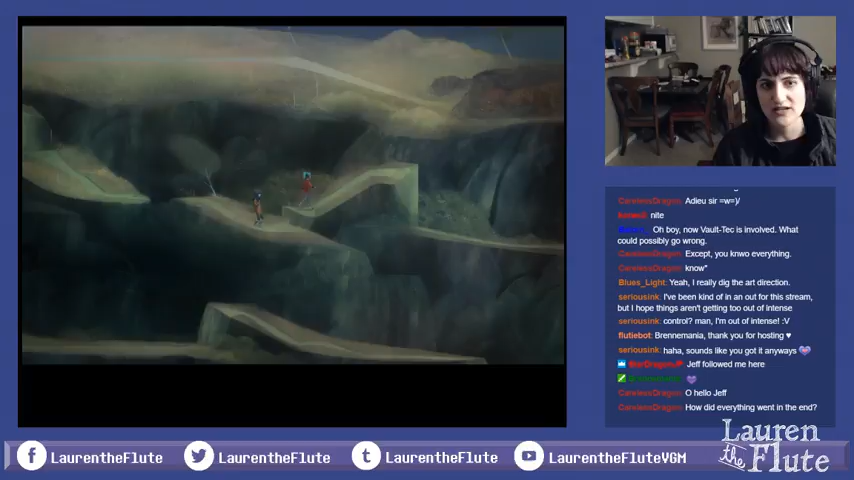 CarelessDragon: Adieu sir =w=)/
nite
Oh boy, now Vault-Tec is involved. What
could possibly go wrong.
CarelessDragon: Except, you knwo everything.
CarelessDragon: know*
Blues_Light: Yeah, I really dig the art direction.
seriousink: I've been kind of in an out for this stream,
but I hope things aren't getting too out of intense
seriousink: control? man, I'm out of intense! :V
flutiebot: Brennemania, thank you for hosting ♥
seriousink: haha, sounds like you got it anyways
Jeff followed me here
CarelessDragon: O hello Jeff
CarelessDragon: How did everything went in the end?
Lauren
the Flute
LaurentheFlute
LaurentheFlute
LaurentheFlute
LaurentheFluteVGM